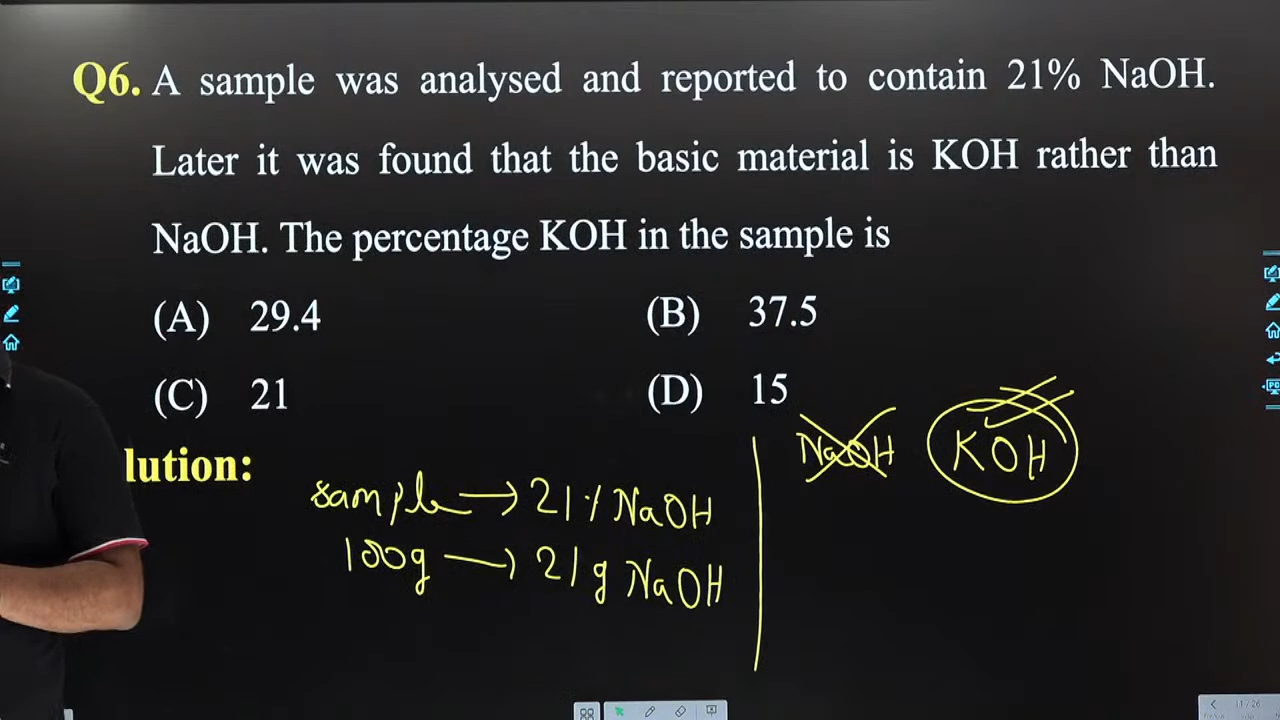 Q6. A sample was analysed and reported to contain 21% NaOH.
Later it was found that the basic material is KOH rather than
NaOH. The percentage KOH in the sample is
(A) 29.4
(B) 37.5
(C) 21
(D) 15
NaOH KOH
lution:
sample → 21% NaOH
100g → 21g NaOH
11/26